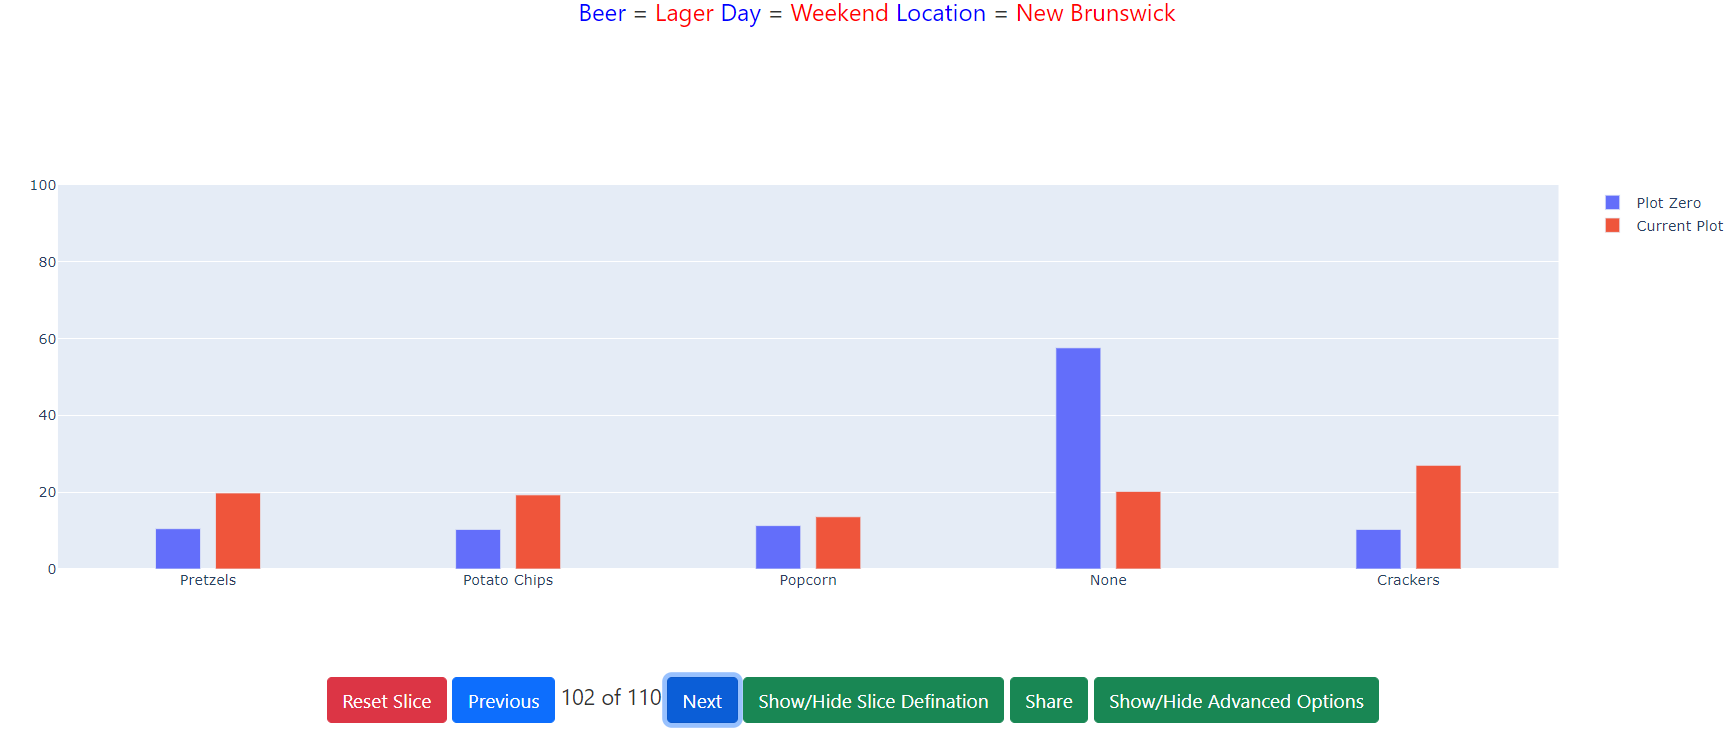 Beer = Lager Day = Weekend Location = New Brunswick
100
80
60
40
20
0
Plot Zero
Current Plot
Pretzels Potato Chips Popcorn None Crackers
Reset Slice Previous 102 of 110 Next Show/Hide Slice Defination Share Show/Hide Advanced Options